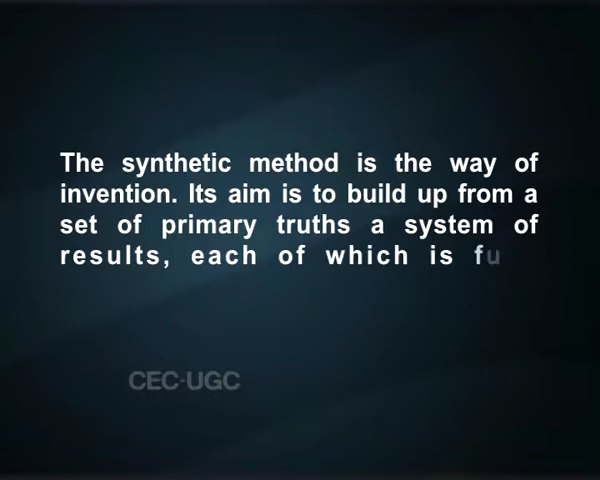 The synthetic method is the way of
invention. Its aim is to build up from a
set of primary truths a system of
results, each of which is fu
CEC-UGC